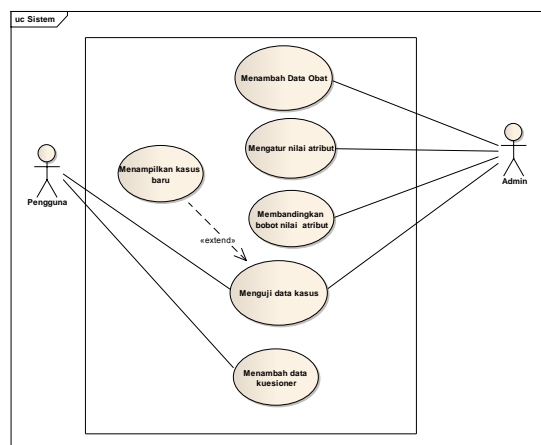 uc Sistem
Menambah Data Obat
Mengatur nilai atribut
Menampilkan kasus
baru
Pengguna
Admin
Membandingkan
bobot nilai  atribut
«extend»
Menguji data kasus
Menambah data
kuesioner